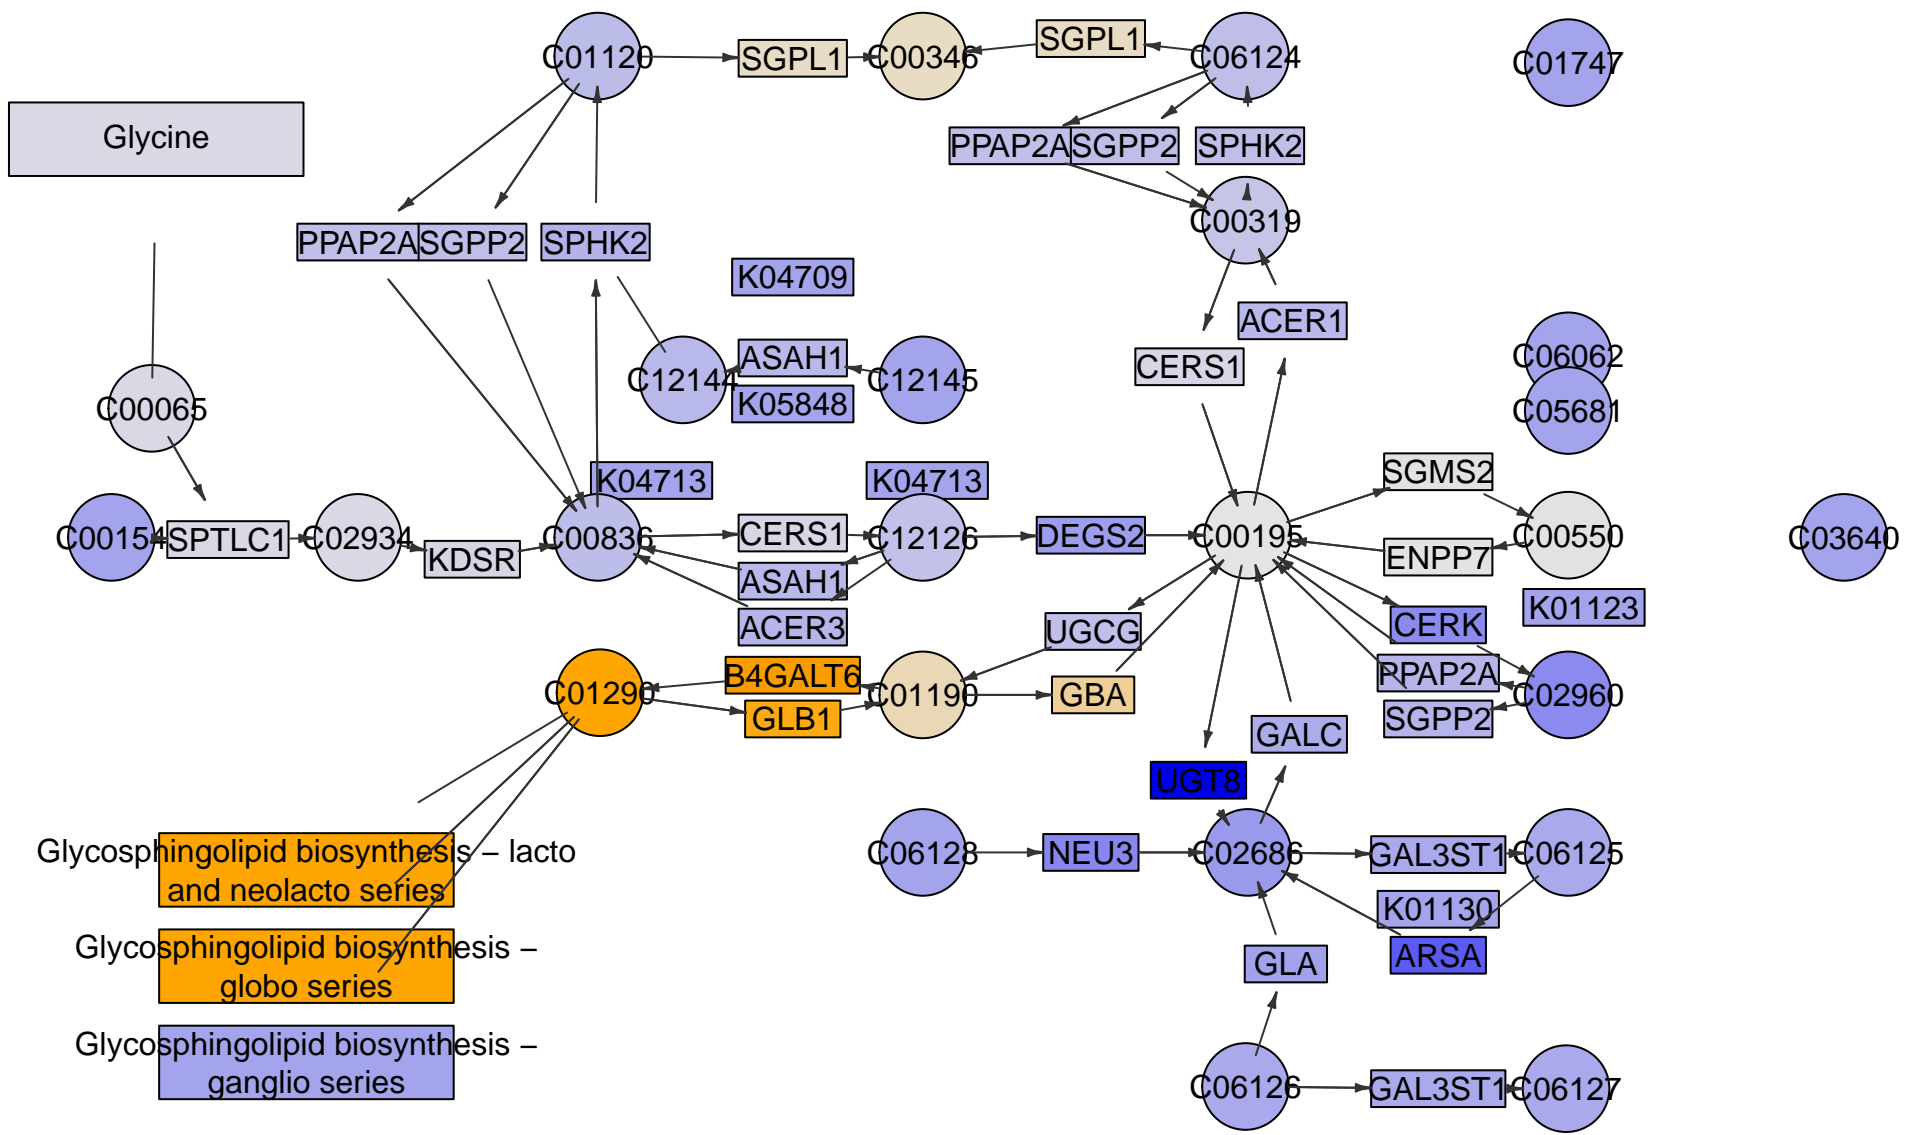 C01120
SGPL1
C00346
SGPL1
C06124
C01747
Glycine
PPAP2A
SGPP2
SPHK2
C00319
PPAP2A
SGPP2
SPHK2
K04709
ACER1
CERS1
C12144
ASAH1
C12145
K05848
C06062
C05681
C00065
K04713
K04713
SGMS2
C00154
SPTLC1
C02934
KDSR
C00836
CERS1
C12126
DEGS2
C00195
C00550
ENPP7
C03640
ASAH1
ACER3
UGCG
K01123
CERK
B4GALT6
C01290
GLB1
C01190
GBA
PPAP2A
SGPP2
C02960
GALC
UGT8
Glycosphingolipid biosynthesis – lacto
and neolacto series
C06128
NEU3
C02686
GAL3ST1
C06125
K01130
ARSA
Glycosphingolipid biosynthesis –
globo series
GLA
Glycosphingolipid biosynthesis –
ganglio series
C06126
GAL3ST1
C06127